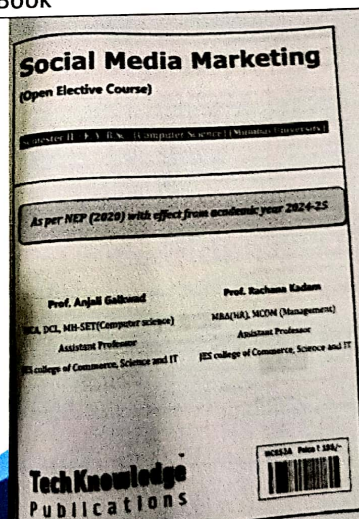 Book
Social Media Marketing
(Open Elective Course)
Semester II - F.Y. B.Sc. (Computer Science) (Mumbai University)
As per NEP (2020) with effect from academic year 2024-25
Prof. Anjali Gaikwad
DCL, MH-SET(Computer science)
Assistant Professor
JES college of Commerce, Science and IT
Prof. Rachana Kadam
MBA(HR), MCOM (Management)
Assistant Professor
JES college of Commerce, Science and IT
TechKnowledge
Publications
Price ₹